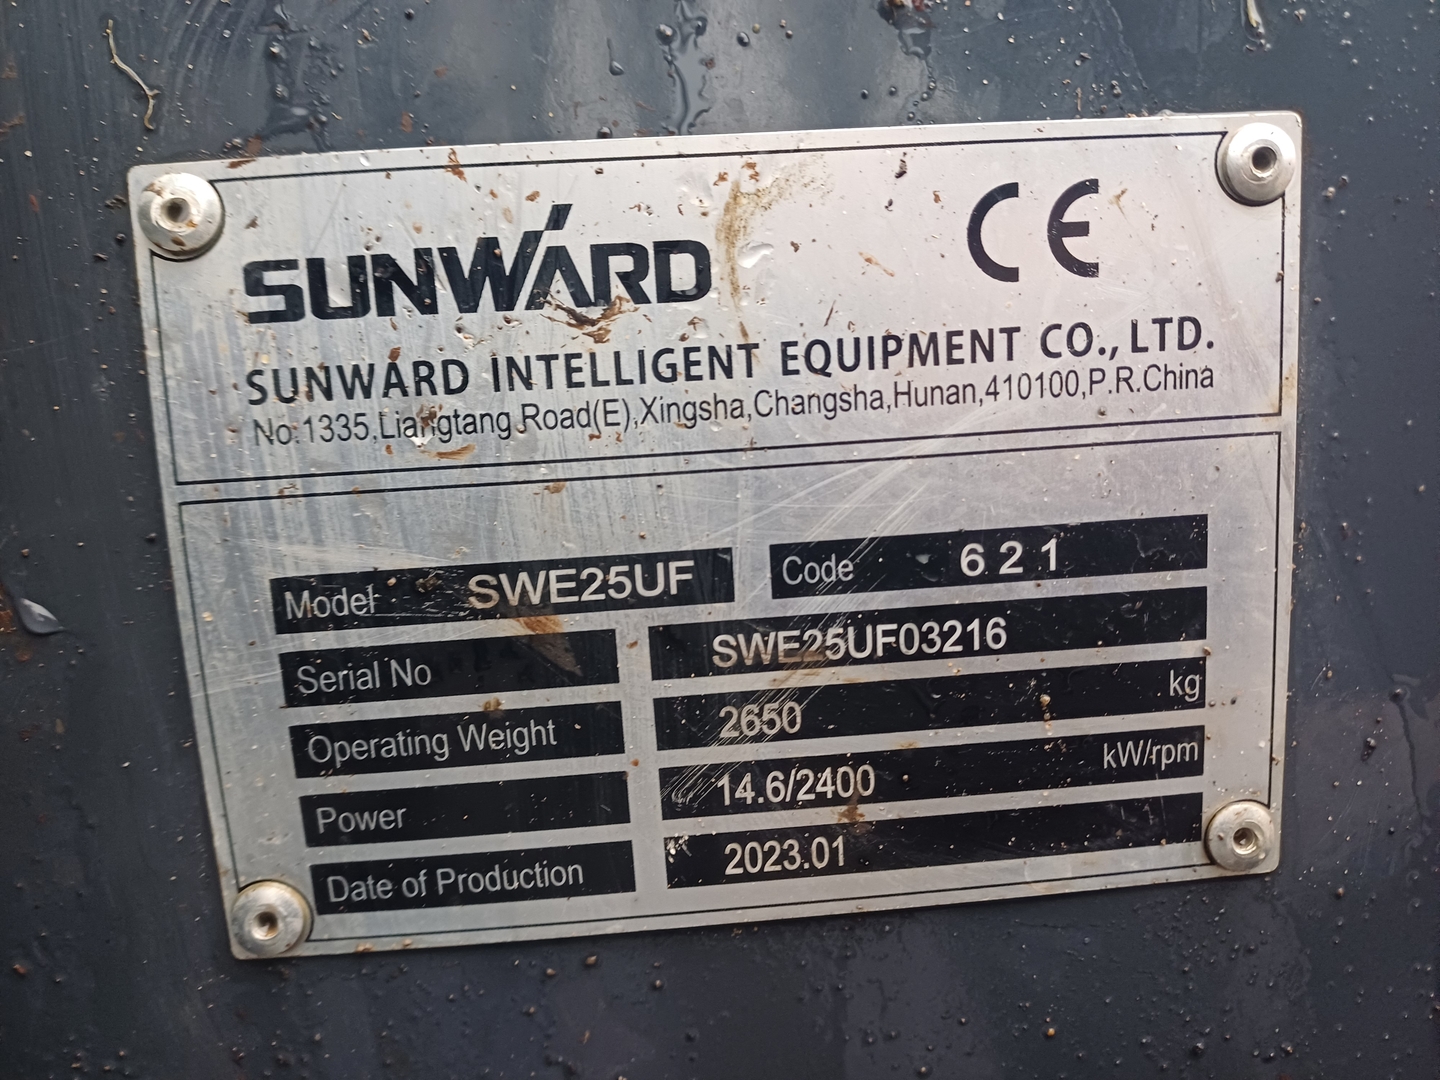 SUNWARD
CE
SUNWARD INTELLIGENT EQUIPMENT CO., LTD.
No.1335,Liangtang Road(E),Xingsha,Changsha,Hunan,410100,P.R.China
Model SWE25UF Code 621
Serial No SWE25UF03216
Operating Weight 2650 kg
Power 14.6/2400 kW/rpm
Date of Production 2023.01